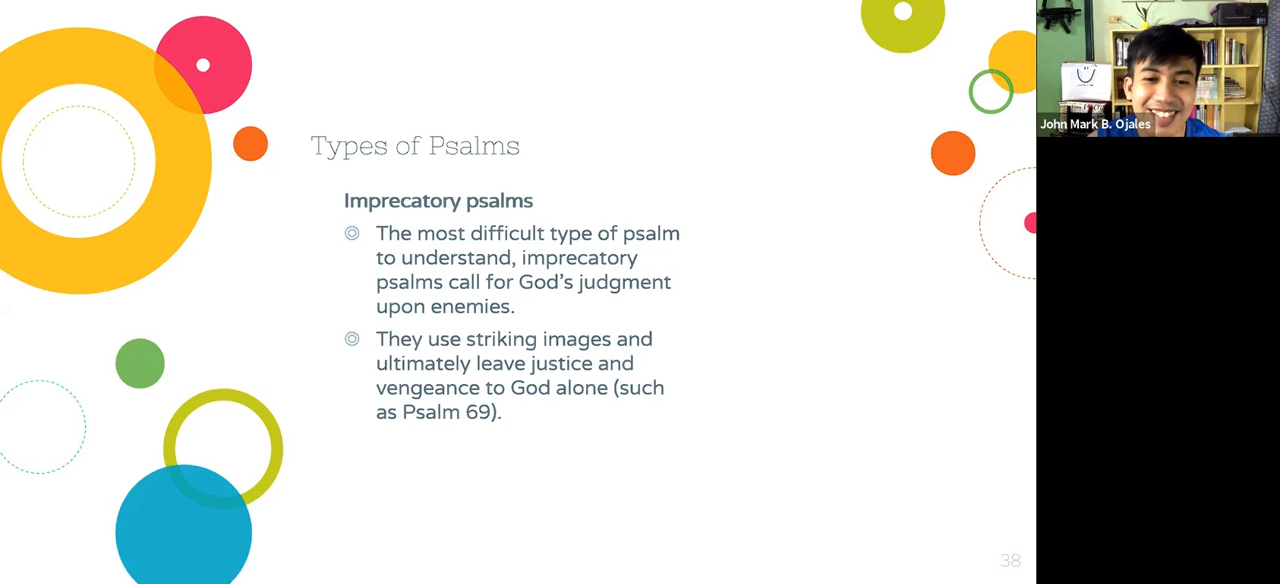 Types of Psalms
Imprecatory psalms
The most difficult type of psalm
to understand, imprecatory
psalms call for God's judgment
upon enemies.
They use striking images and
ultimately leave justice and
vengeance to God alone (such
as Psalm 69).
38
John Mark B. Ojales